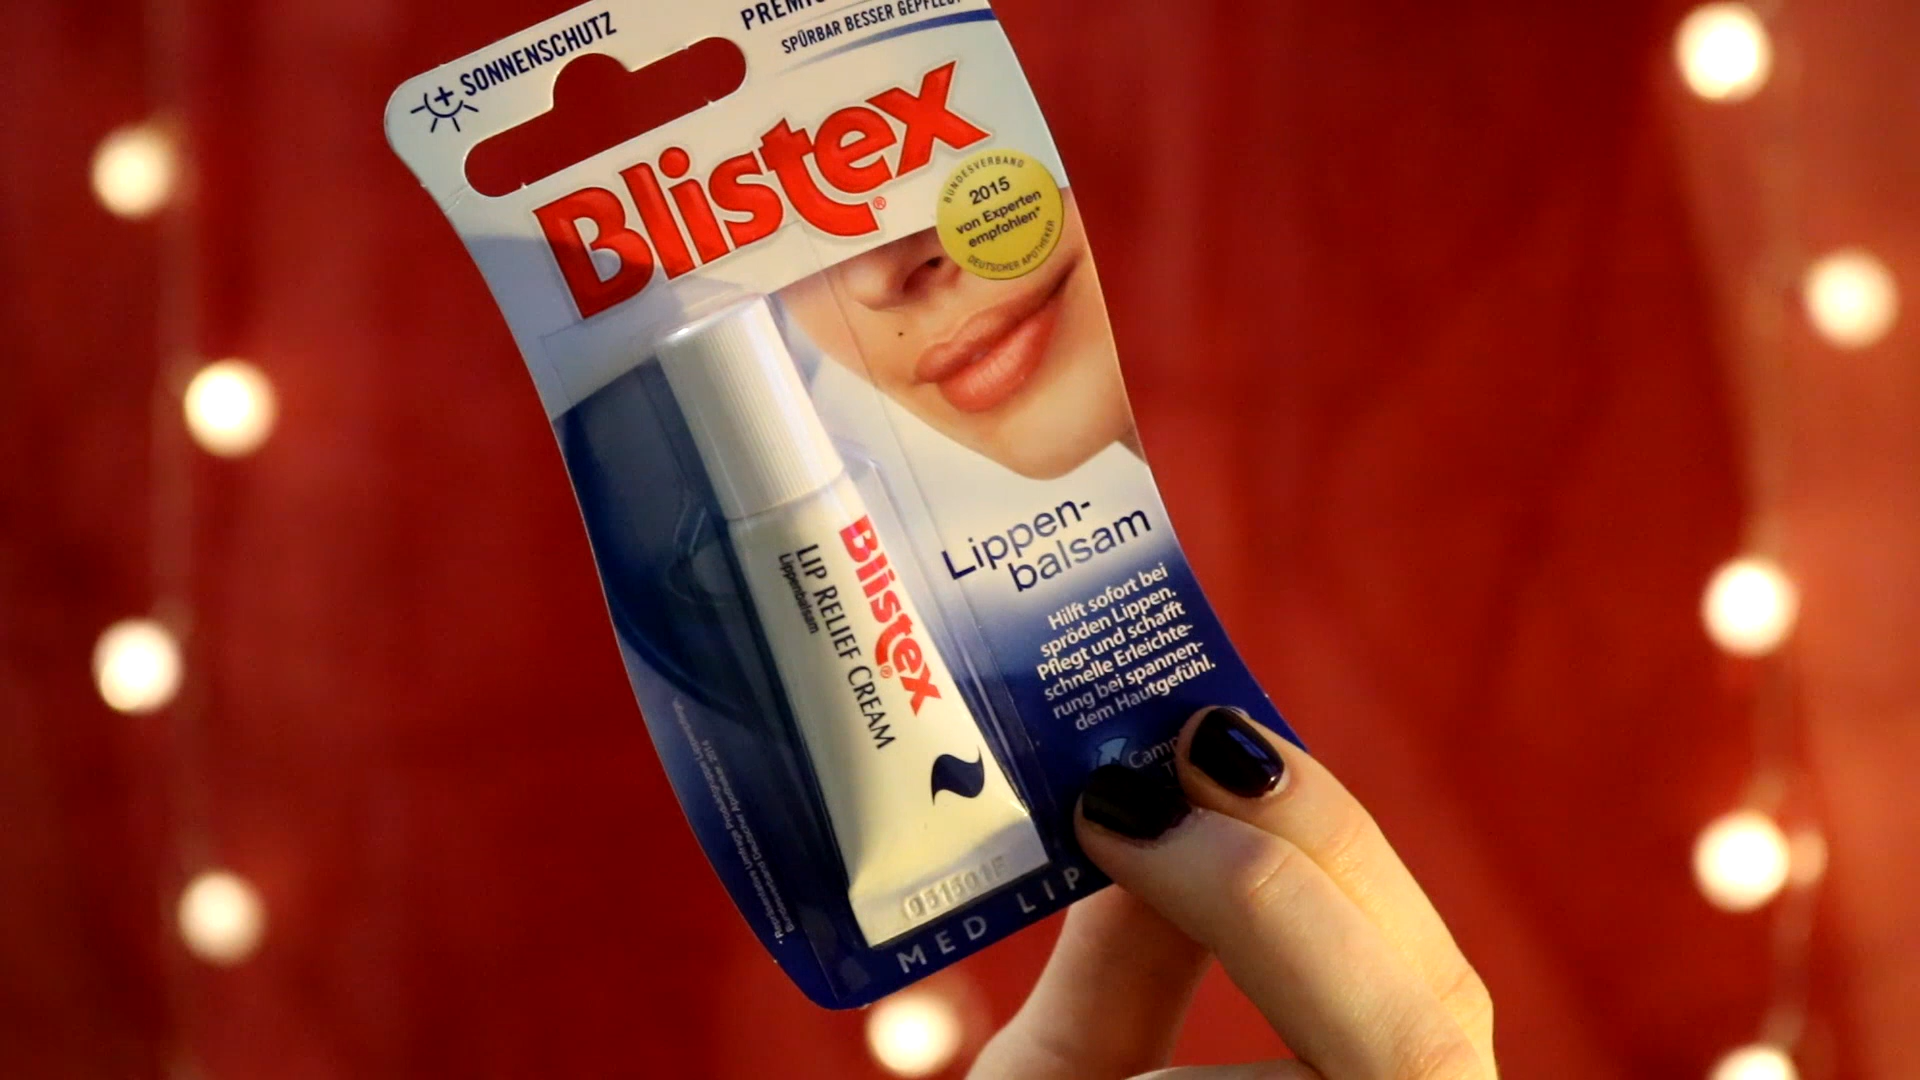 SONNENSCHUTZ
SPÜRBAR BESSER GEPFLEGT
Blistex®
BUNDESVERBAND
2015
von Experten
empfohlen*
DEUTSCHER APOTHEKER
Lippen-
balsam
Hilft sofort bei
spröden Lippen.
Pflegt und schafft
schnelle Erleichte-
rung bei spannen-
dem Hautgefühl.
Blistex®
LIP RELIEF CREAM
Lippenbalsam
MED LIP